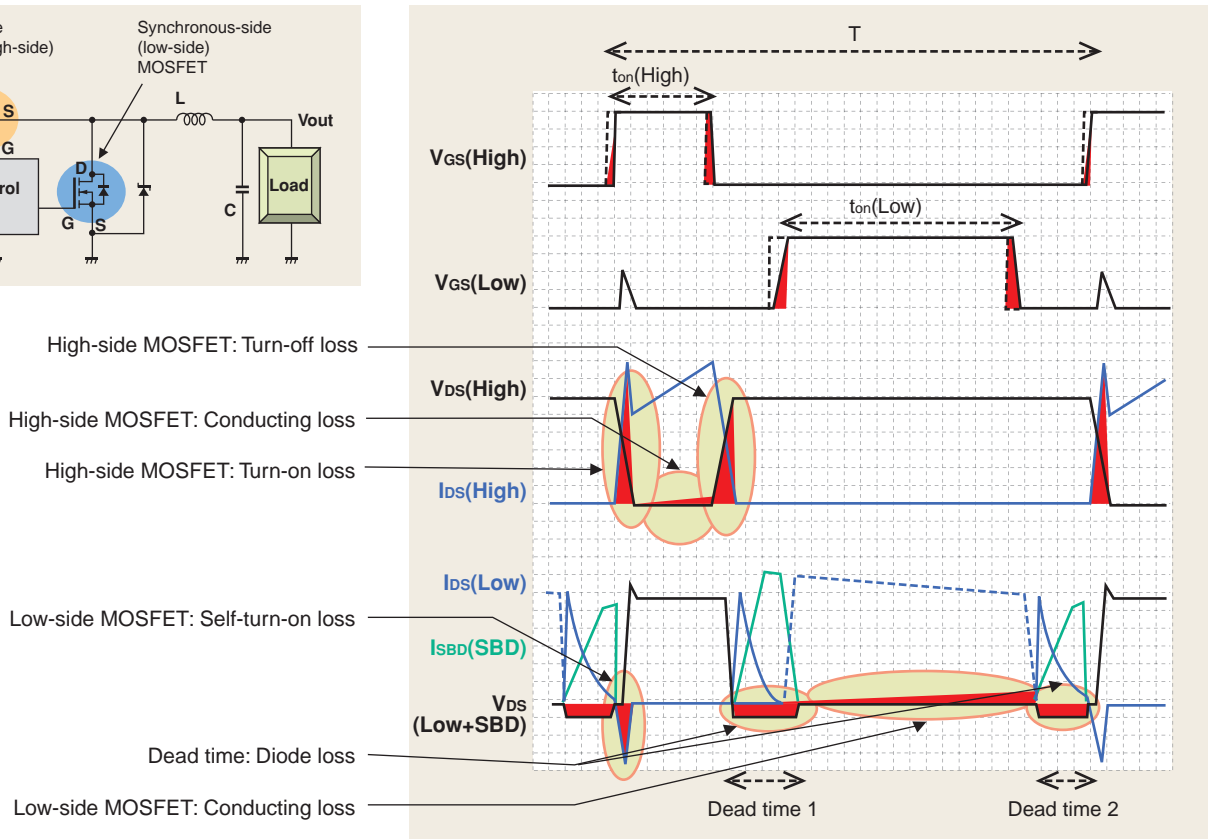 e
gh-side)
Synchronous-side
(low-side)
MOSFET
S
G
rol
D
G
S
L
C
Vout
Load
T
ton(High)
VGS(High)
ton(Low)
VGS(Low)
High-side MOSFET: Turn-off loss
VDS(High)
High-side MOSFET: Conducting loss
High-side MOSFET: Turn-on loss
IDS(High)
IDS(Low)
Low-side MOSFET: Self-turn-on loss
ISBD(SBD)
VDS
(Low+SBD)
Dead time: Diode loss
Low-side MOSFET: Conducting loss
Dead time 1
Dead time 2